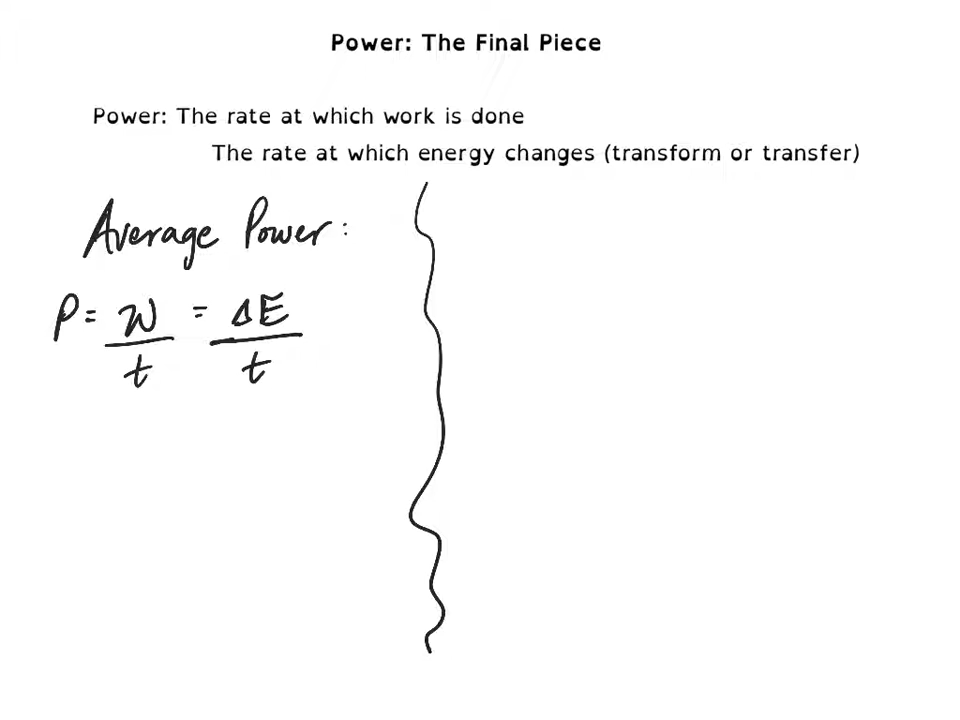 Power: The Final Piece
Power: The rate at which work is done
The rate at which energy changes (transform or transfer)
Average Power:
P = W/t = ΔE/t